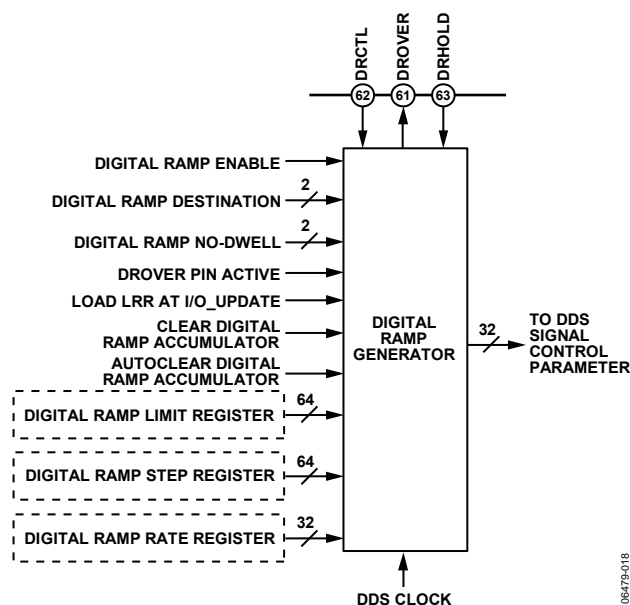 DRCTL
DROVER
DRHOLD
62
61
63
DIGITAL RAMP ENABLE
2
DIGITAL RAMP DESTINATION
2
DIGITAL RAMP NO-DWELL
DROVER PIN ACTIVE
LOAD LRR AT I/O_UPDATE
CLEAR DIGITAL
RAMP ACCUMULATOR
AUTOCLEAR DIGITAL
RAMP ACCUMULATOR
64
DIGITAL RAMP LIMIT REGISTER
64
DIGITAL RAMP STEP REGISTER
32
DIGITAL RAMP RATE REGISTER
DIGITAL
RAMP
GENERATOR
32
TO DDS
SIGNAL
CONTROL
PARAMETER
DDS CLOCK
06479-018